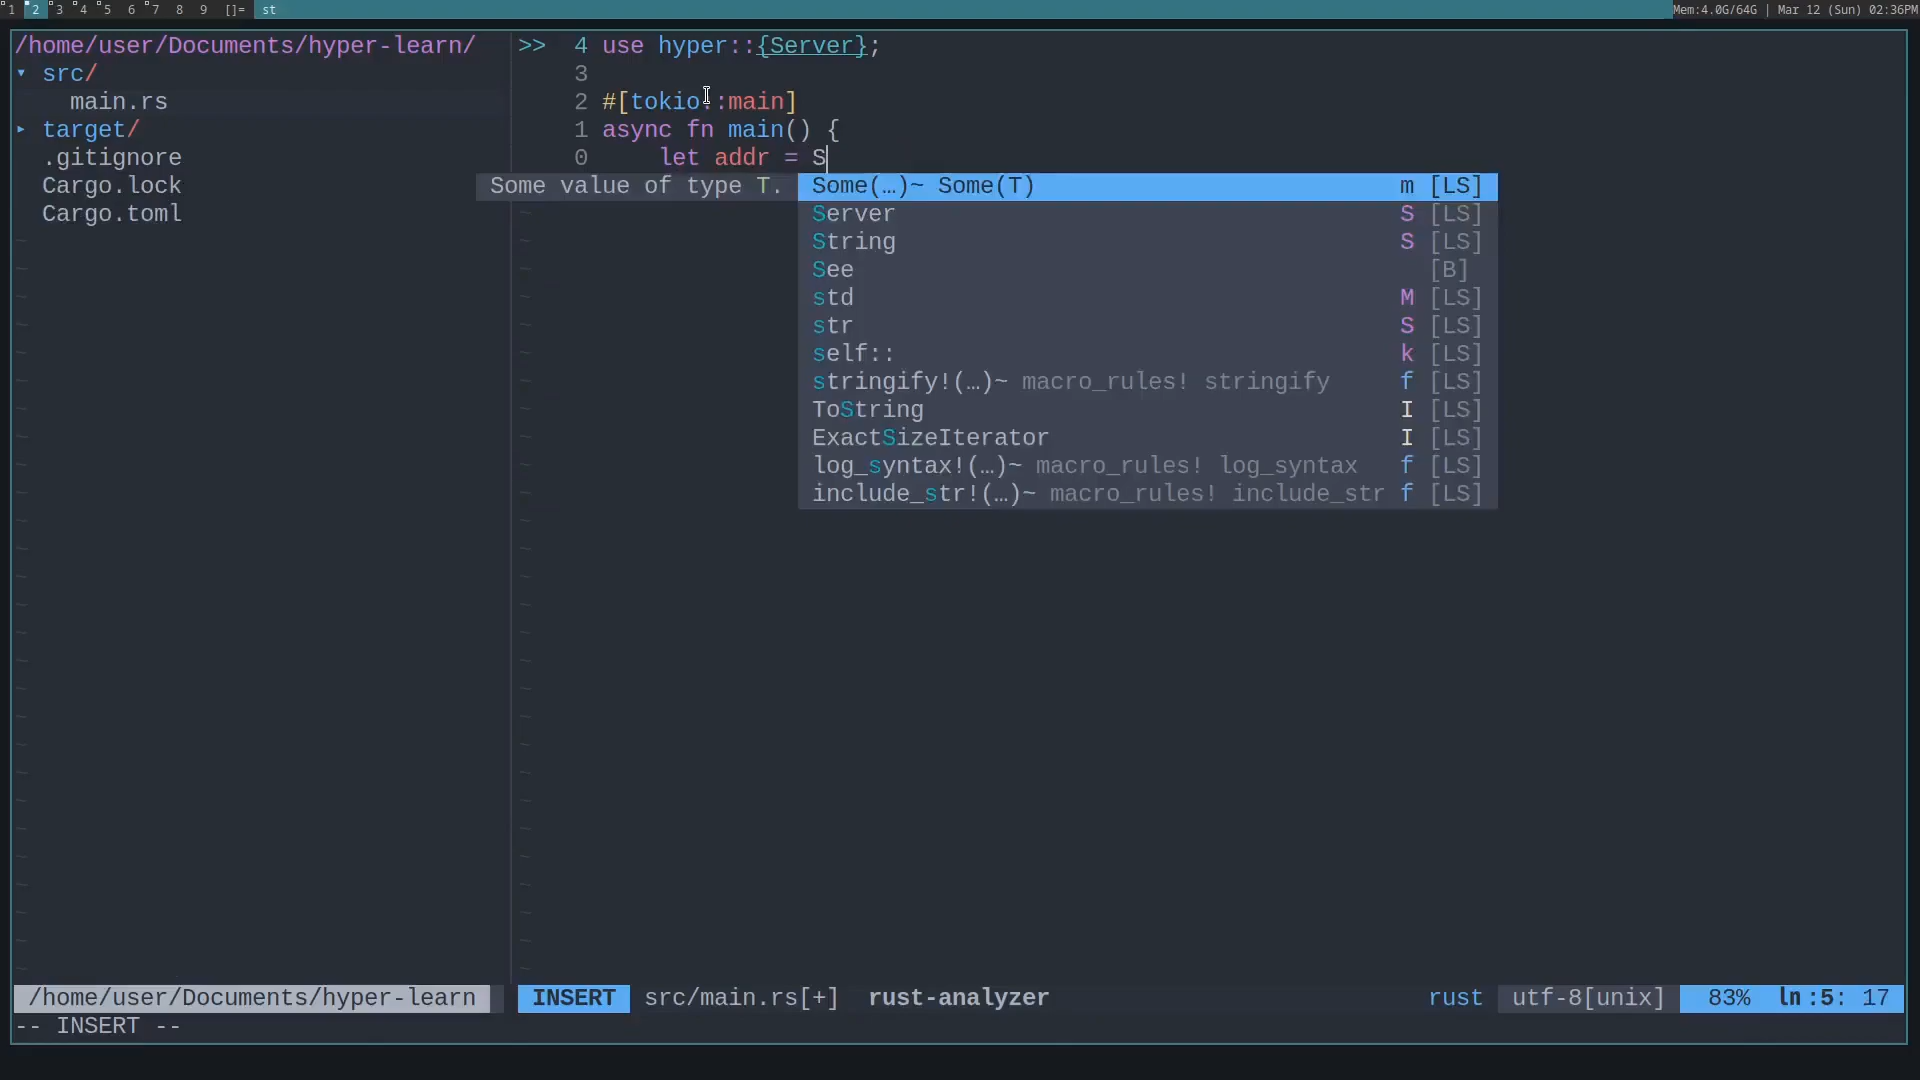 1 2 3 4 5 6 7 8 9 []= st Mem:4.0G/64G | Mar 12 (Sun) 02:36PM
/home/user/Documents/hyper-learn/
▾ src/
main.rs
▸ target/
.gitignore
Cargo.lock
Cargo.toml
>> 4 use hyper::{Server};
3
2 #[tokio::main]
1 async fn main() {
0 let addr = S
Some value of type T.
Some(…)~ Some(T) m [LS]
Server S [LS]
String S [LS]
See [B]
std M [LS]
str S [LS]
self:: k [LS]
stringify!(…)~ macro_rules! stringify f [LS]
ToString I [LS]
ExactSizeIterator I [LS]
log_syntax!(…)~ macro_rules! log_syntax f [LS]
include_str!(…)~ macro_rules! include_str f [LS]
/home/user/Documents/hyper-learn
INSERT src/main.rs[+] rust-analyzer rust utf-8[unix] 83% ln:5: 17
-- INSERT --